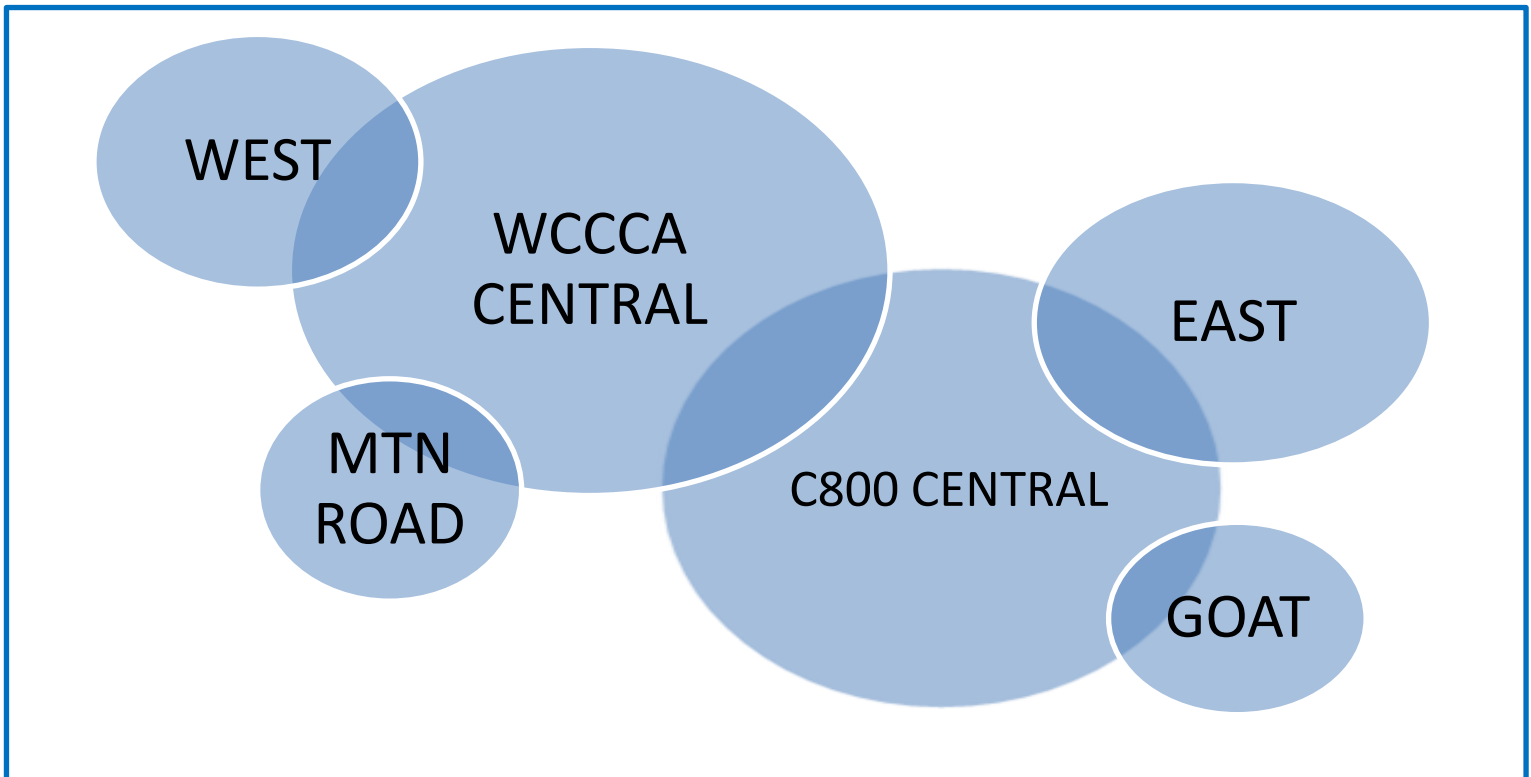 WEST
WCCCA
CENTRAL
EAST
MTN
ROAD
C800 CENTRAL
GOAT